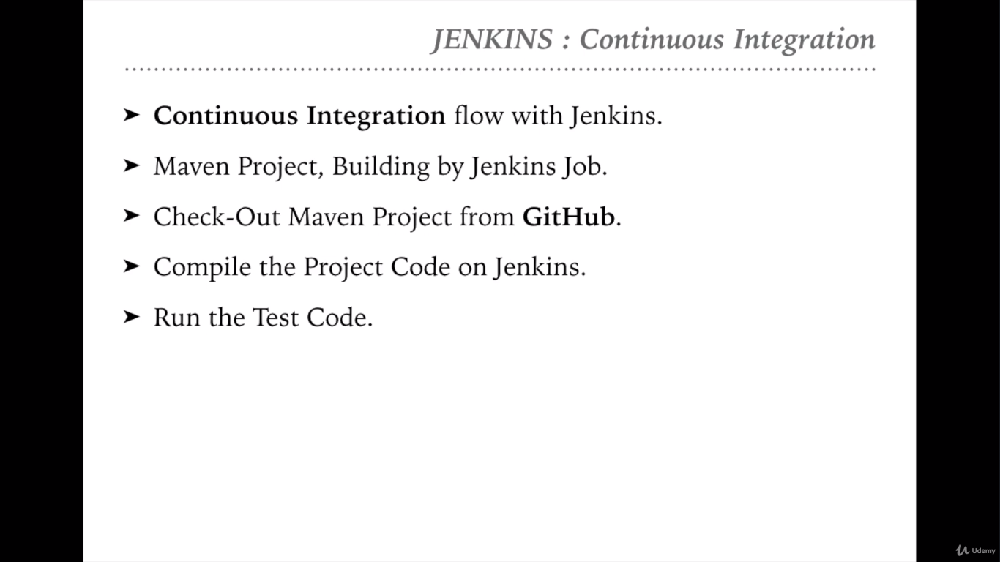 JENKINS : Continuous Integration
➤ Continuous Integration flow with Jenkins.
➤ Maven Project, Building by Jenkins Job.
➤ Check-Out Maven Project from GitHub.
➤ Compile the Project Code on Jenkins.
➤ Run the Test Code.
Udemy